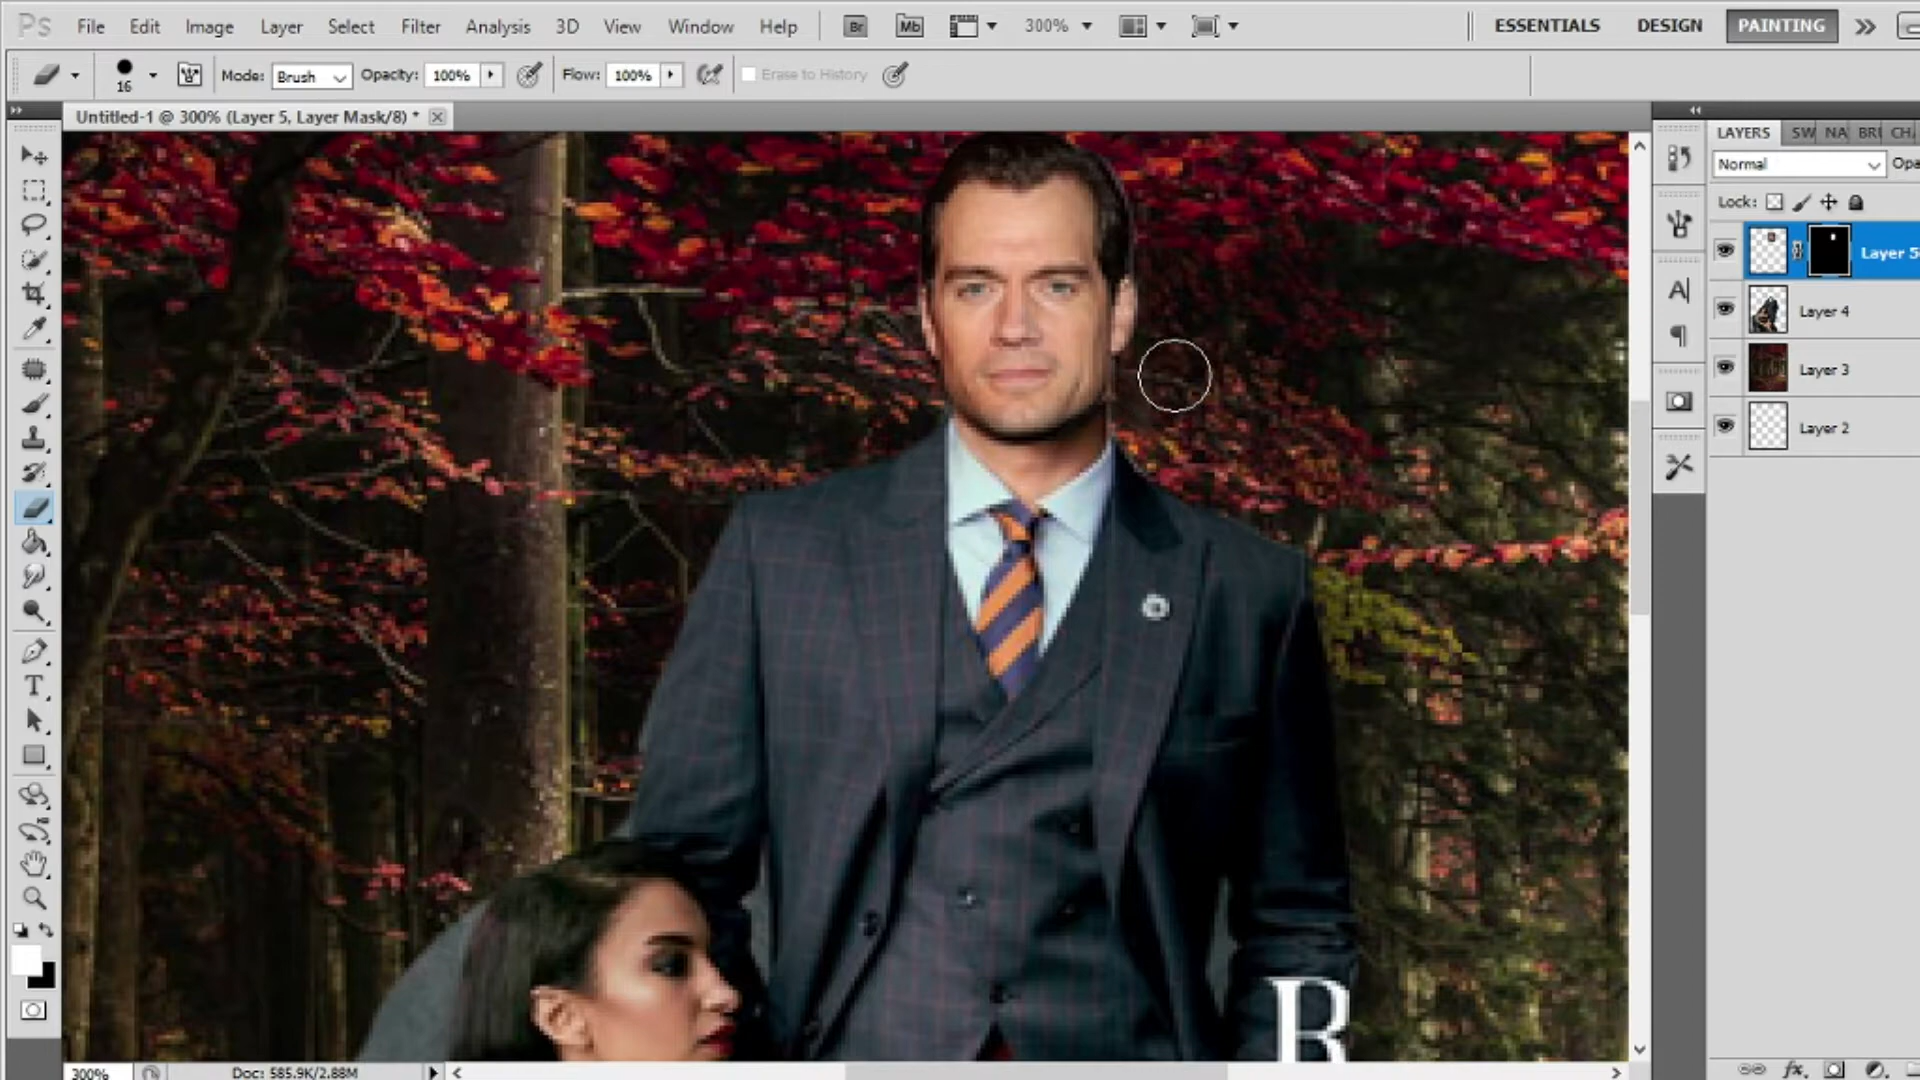 Ps File Edit Image Layer Select Filter Analysis 3D View Window Help Br Mb 300% ESSENTIALS DESIGN PAINTING
16 Mode: Brush Opacity: 100% Flow: 100% Erase to History
Untitled-1 @ 300% (Layer 5, Layer Mask/8) *
LAYERS SW NA BRI CH
Normal Opa
Lock:
Layer 5
Layer 4
Layer 3
Layer 2
T
A
B
300% Doc: 585.9K/2.88M
fx